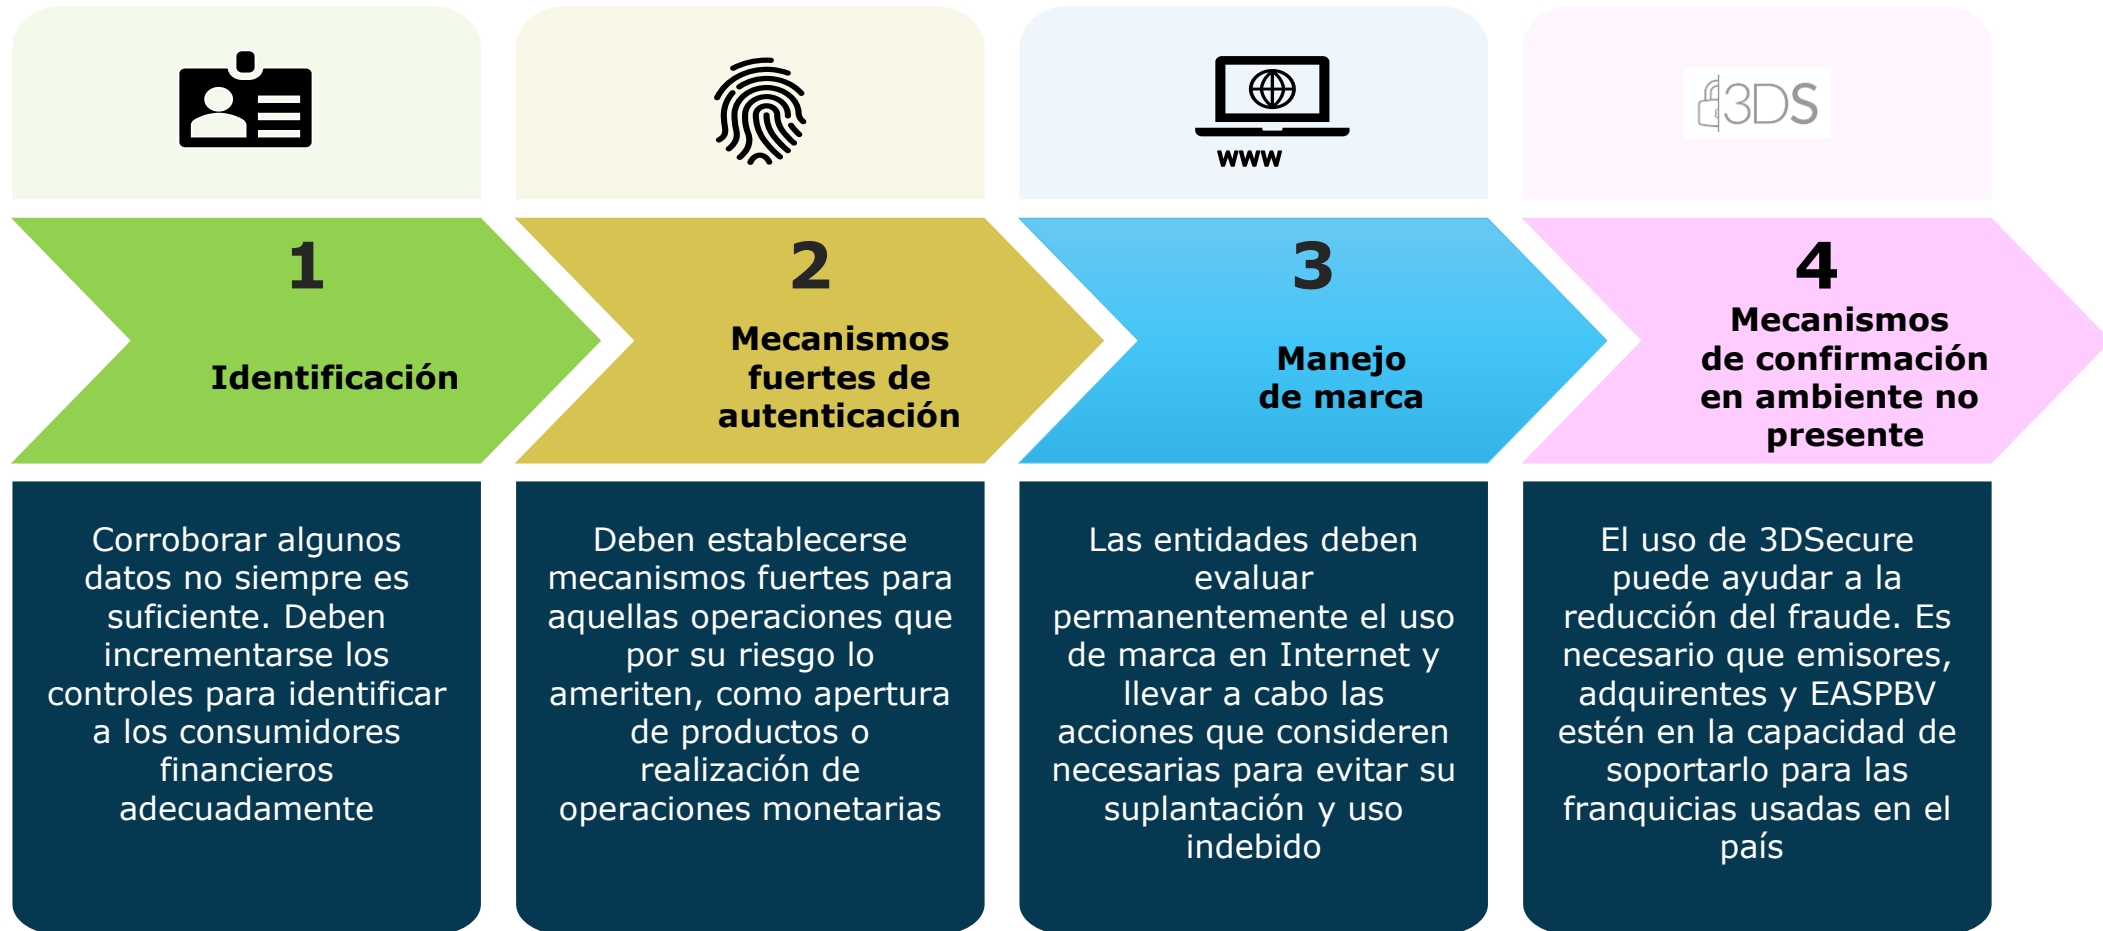 WWW
3DS
1
Identificación
2
Mecanismos
fuertes de
autenticación
3
Manejo
de marca
4
Mecanismos
de confirmación
en ambiente no
presente
Corroborar algunos
datos no siempre es
suficiente. Deben
incrementarse los
controles para identificar
a los consumidores
financieros
adecuadamente
Deben establecerse
mecanismos fuertes para
aquellas operaciones que
por su riesgo lo
ameriten, como apertura
de productos o
realización de
operaciones monetarias
Las entidades deben
evaluar
permanentemente el uso
de marca en Internet y
llevar a cabo las
acciones que consideren
necesarias para evitar su
suplantación y uso
indebido
El uso de 3DSecure
puede ayudar a la
reducción del fraude. Es
necesario que emisores,
adquirentes y EASPBV
estén en la capacidad de
soportarlo para las
franquicias usadas en el
país